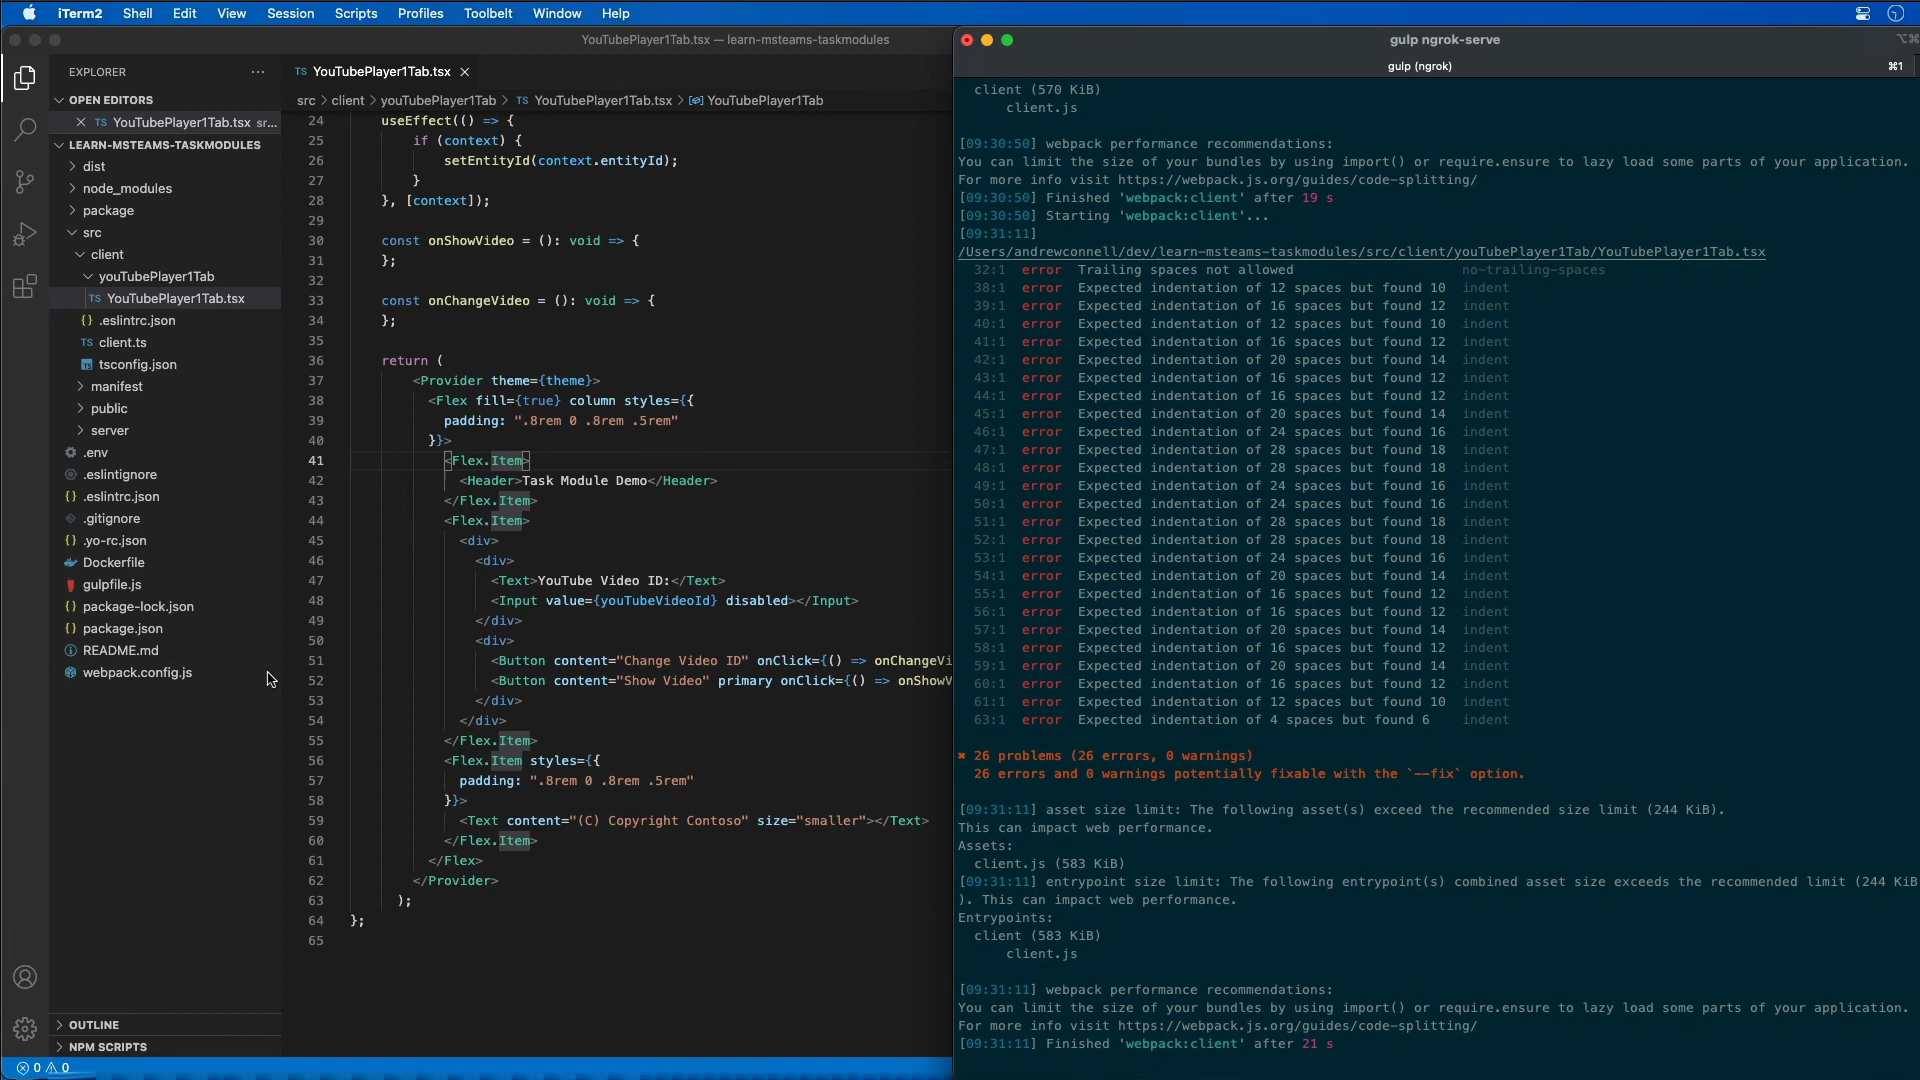 iTerm2 Shell Edit View Session Scripts Profiles Toolbelt Window Help
YouTubePlayer1Tab.tsx — learn-msteams-taskmodules
EXPLORER
OPEN EDITORS
YouTubePlayer1Tab.tsx sr...
LEARN-MSTEAMS-TASKMODULES
dist
node_modules
package
src
client
youTubePlayer1Tab
TS YouTubePlayer1Tab.tsx
{} .eslintrc.json
TS client.ts
tsconfig.json
manifest
public
server
.env
.eslintignore
{} .eslintrc.json
.gitignore
{} .yo-rc.json
Dockerfile
gulpfile.js
{} package-lock.json
{} package.json
README.md
webpack.config.js
OUTLINE
NPM SCRIPTS
0 0
TS YouTubePlayer1Tab.tsx
src > client > youTubePlayer1Tab > TS YouTubePlayer1Tab.tsx > YouTubePlayer1Tab
24 useEffect(() => {
25 if (context) {
26 setEntityId(context.entityId);
27 }
28 }, [context]);
29
30 const onShowVideo = (): void => {
31 };
32
33 const onChangeVideo = (): void => {
34 };
35
36 return (
37 <Provider theme={theme}>
38 <Flex fill={true} column styles={{
39 padding: ".8rem 0 .8rem .5rem"
40 }}>
41 <Flex.Item>
42 <Header>Task Module Demo</Header>
43 </Flex.Item>
44 <Flex.Item>
45 <div>
46 <div>
47 <Text>YouTube Video ID:</Text>
48 <Input value={youTubeVideoId} disabled></Input>
49 </div>
50 <div>
51 <Button content="Change Video ID" onClick={() => onChangeVi
52 <Button content="Show Video" primary onClick={() => onShowV
53 </div>
54 </div>
55 </Flex.Item>
56 <Flex.Item styles={{
57 padding: ".8rem 0 .8rem .5rem"
58 }}>
59 <Text content="(C) Copyright Contoso" size="smaller"></Text>
60 </Flex.Item>
61 </Flex>
62 </Provider>
63 );
64 };
65
gulp ngrok-serve
⌥⌘
gulp (ngrok) ⌘1
client (570 KiB)
client.js
[09:30:50] webpack performance recommendations:
You can limit the size of your bundles by using import() or require.ensure to lazy load some parts of your application.
For more info visit https://webpack.js.org/guides/code-splitting/
[09:30:50] Finished 'webpack:client' after 19 s
[09:30:50] Starting 'webpack:client'...
[09:31:11]
/Users/andrewconnell/dev/learn-msteams-taskmodules/src/client/youTubePlayer1Tab/YouTubePlayer1Tab.tsx
32:1 error Trailing spaces not allowed no-trailing-spaces
38:1 error Expected indentation of 12 spaces but found 10 indent
39:1 error Expected indentation of 16 spaces but found 12 indent
40:1 error Expected indentation of 12 spaces but found 10 indent
41:1 error Expected indentation of 16 spaces but found 12 indent
42:1 error Expected indentation of 20 spaces but found 14 indent
43:1 error Expected indentation of 16 spaces but found 12 indent
44:1 error Expected indentation of 16 spaces but found 12 indent
45:1 error Expected indentation of 20 spaces but found 14 indent
46:1 error Expected indentation of 24 spaces but found 16 indent
47:1 error Expected indentation of 28 spaces but found 18 indent
48:1 error Expected indentation of 28 spaces but found 18 indent
49:1 error Expected indentation of 24 spaces but found 16 indent
50:1 error Expected indentation of 24 spaces but found 16 indent
51:1 error Expected indentation of 28 spaces but found 18 indent
52:1 error Expected indentation of 28 spaces but found 18 indent
53:1 error Expected indentation of 24 spaces but found 16 indent
54:1 error Expected indentation of 20 spaces but found 14 indent
55:1 error Expected indentation of 16 spaces but found 12 indent
56:1 error Expected indentation of 16 spaces but found 12 indent
57:1 error Expected indentation of 20 spaces but found 14 indent
58:1 error Expected indentation of 16 spaces but found 12 indent
59:1 error Expected indentation of 20 spaces but found 14 indent
60:1 error Expected indentation of 16 spaces but found 12 indent
61:1 error Expected indentation of 12 spaces but found 10 indent
63:1 error Expected indentation of 4 spaces but found 6 indent
✖ 26 problems (26 errors, 0 warnings)
26 errors and 0 warnings potentially fixable with the `--fix` option.
[09:31:11] asset size limit: The following asset(s) exceed the recommended size limit (244 KiB).
This can impact web performance.
Assets:
client.js (583 KiB)
[09:31:11] entrypoint size limit: The following entrypoint(s) combined asset size exceeds the recommended limit (244 KiB
). This can impact web performance.
Entrypoints:
client (583 KiB)
client.js
[09:31:11] webpack performance recommendations:
You can limit the size of your bundles by using import() or require.ensure to lazy load some parts of your application.
For more info visit https://webpack.js.org/guides/code-splitting/
[09:31:11] Finished 'webpack:client' after 21 s